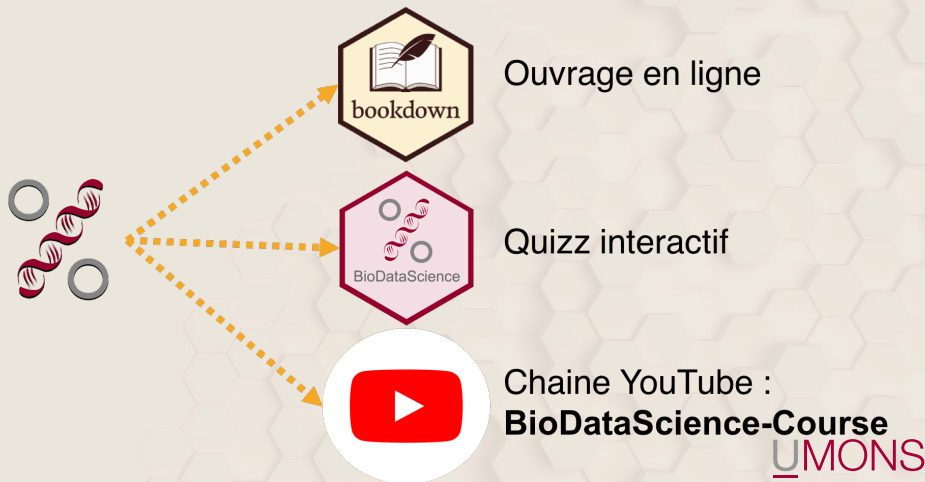 bookdown
Ouvrage en ligne
BioDataScience
Quizz interactif
Chaine YouTube :
BioDataScience-Course
UMONS